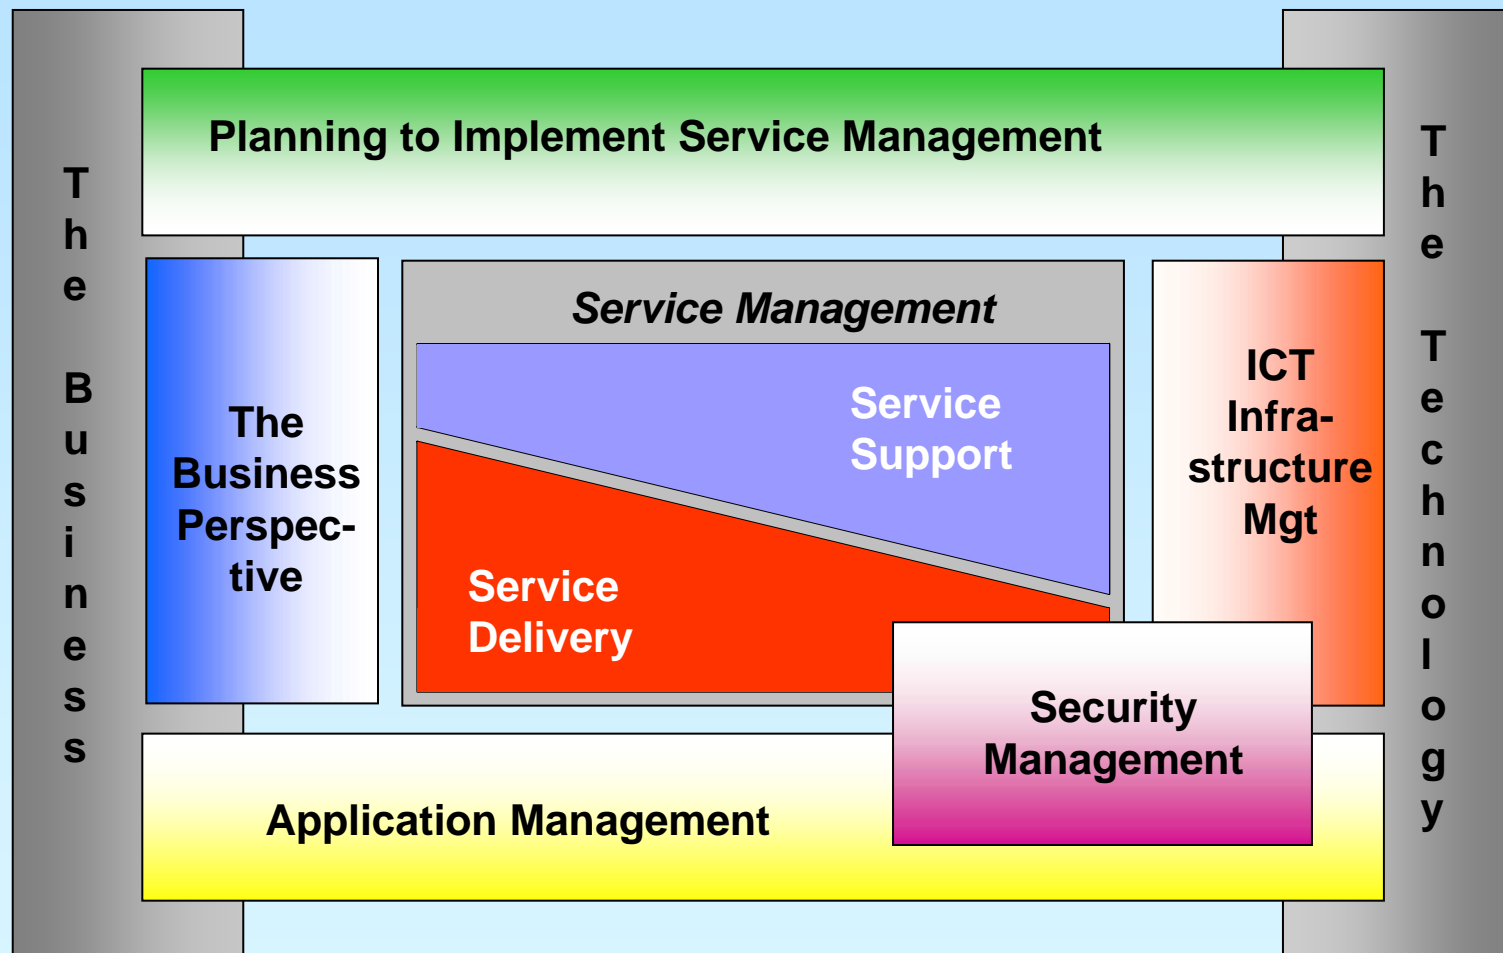 The Business
Planning to Implement Service Management
The Technology
The
Business
Perspec-
tive
Service Management
Service
Support
Service
Delivery
ICT
Infra-
structure
Mgt
Security
Management
Application Management